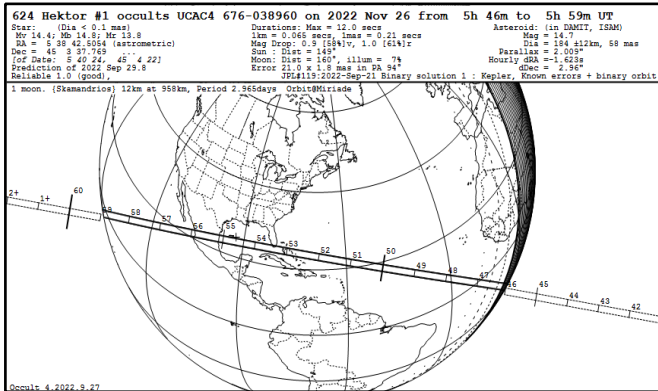 624 Hektor #1 occults UCAC4 676-038960 on 2022 Nov 26 from 5h 46m to 5h 59m UT
Star: (Dia < 0.1 mas)
Mv 14.4; Mb 14.8; Mr 13.8
RA = 5 38 42.5054 (astrometric)
Dec = 45 3 37.769 ...
[of Date: 5 40 24, 45 4 22]
Prediction of 2022 Sep 29.8
Reliable 1.0 (good),
Durations: Max = 12.0 secs
1km = 0.065 secs, 1mas = 0.21 secs
Mag Drop: 0.9 [58%]v, 1.0 [61%]r
Sun : Dist = 149°
Moon: Dist = 160°, illum = 7%
Error 21.0 x 1.8 mas in PA 94°
Asteroid: (in DAMIT, ISAM)
Mag = 14.7
Dia = 184 ±12km, 58 mas
Parallax = 2.009"
Hourly dRA =-1.623s
dDec = 2.96"
JPL#119:2022-Sep-21 Binary solution 1 : Kepler, Known errors + binary orbit
1 moon. {Skamandrios} 12km at 958km, Period 2.965days Orbit@Miriade
2+
1+
60
59
58
57
56
55
54
53
52
51
50
49
48
47
46
45
44
43
42
Occult 4.2022.9.27